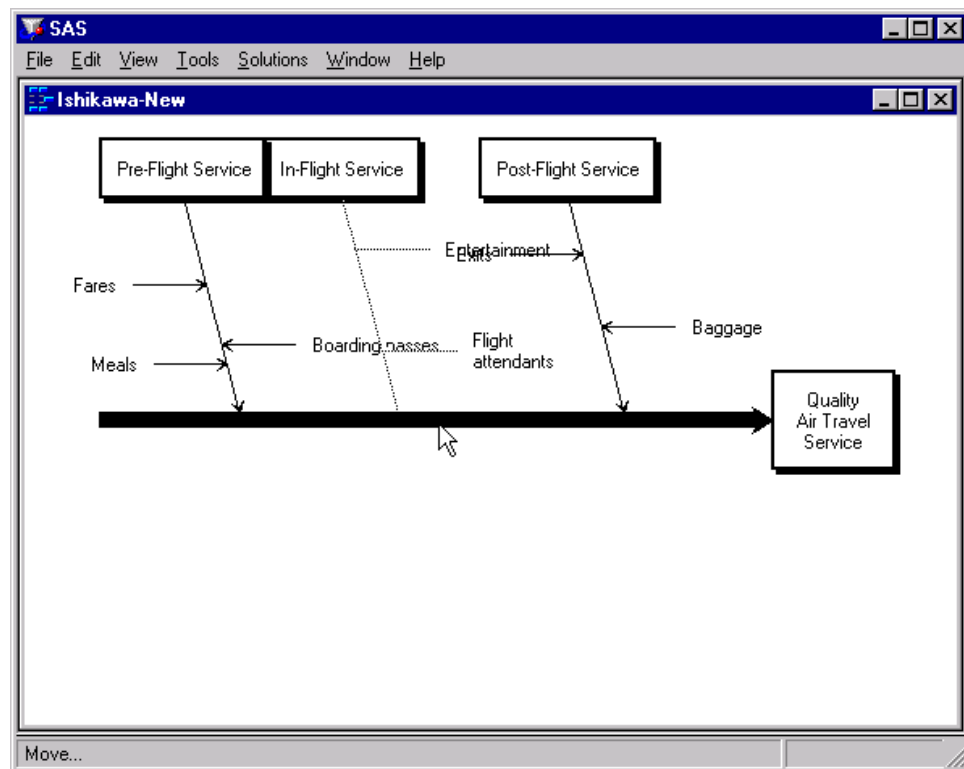 SAS
File Edit View Tools Solutions Window Help
Ishikawa-New
Pre-Flight Service
In-Flight Service
Post-Flight Service
Entertainment
Exits
Fares
Baggage
Boarding passes
Flight
attendants
Meals
Quality
Air Travel
Service
Move...